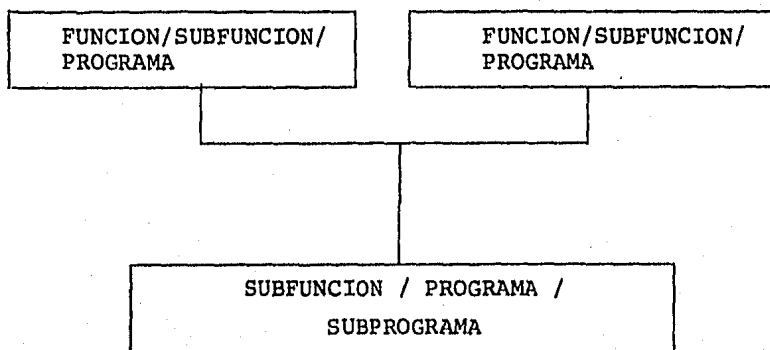 FUNCION/SUBFUNCION/
PROGRAMA
FUNCION/SUBFUNCION/
PROGRAMA
SUBFUNCION / PROGRAMA /
SUBPROGRAMA